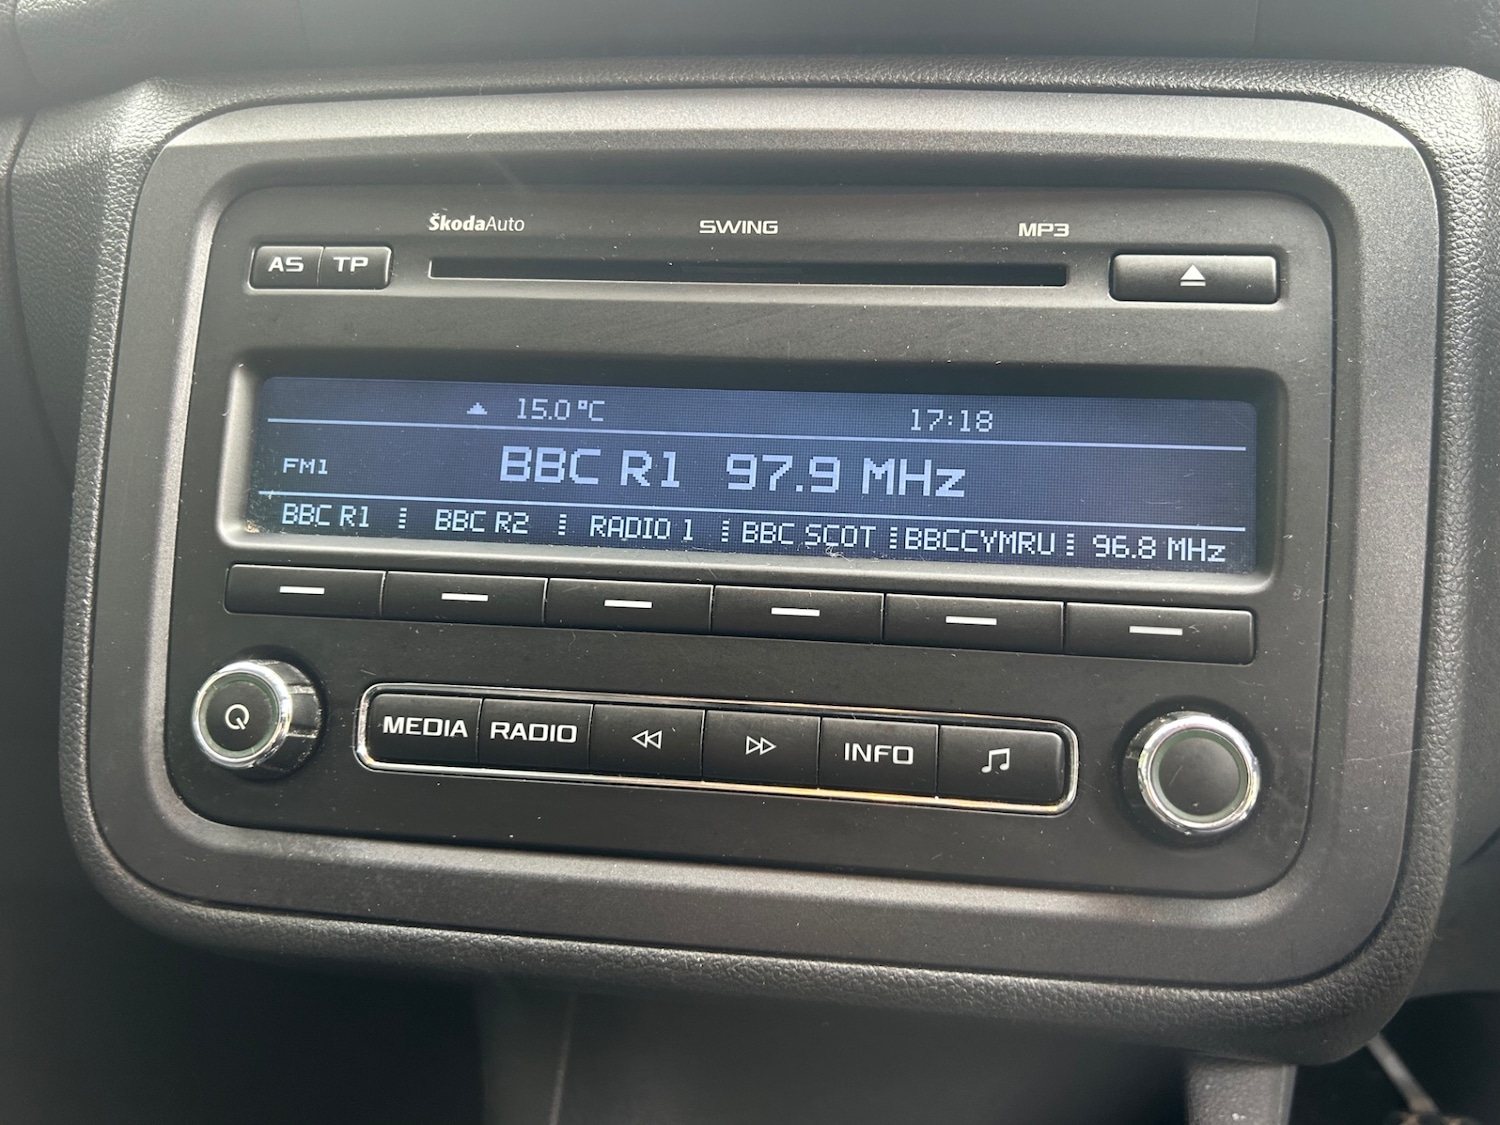 ŠkodaAuto SWING MP3
AS TP
15.0 °C 17:18
FM1 BBC R1 97.9 MHz
BBC R1 BBC R2 RADIO 1 BBC SCOT BBCCYMRU 96.8 MHz
MEDIA RADIO INFO